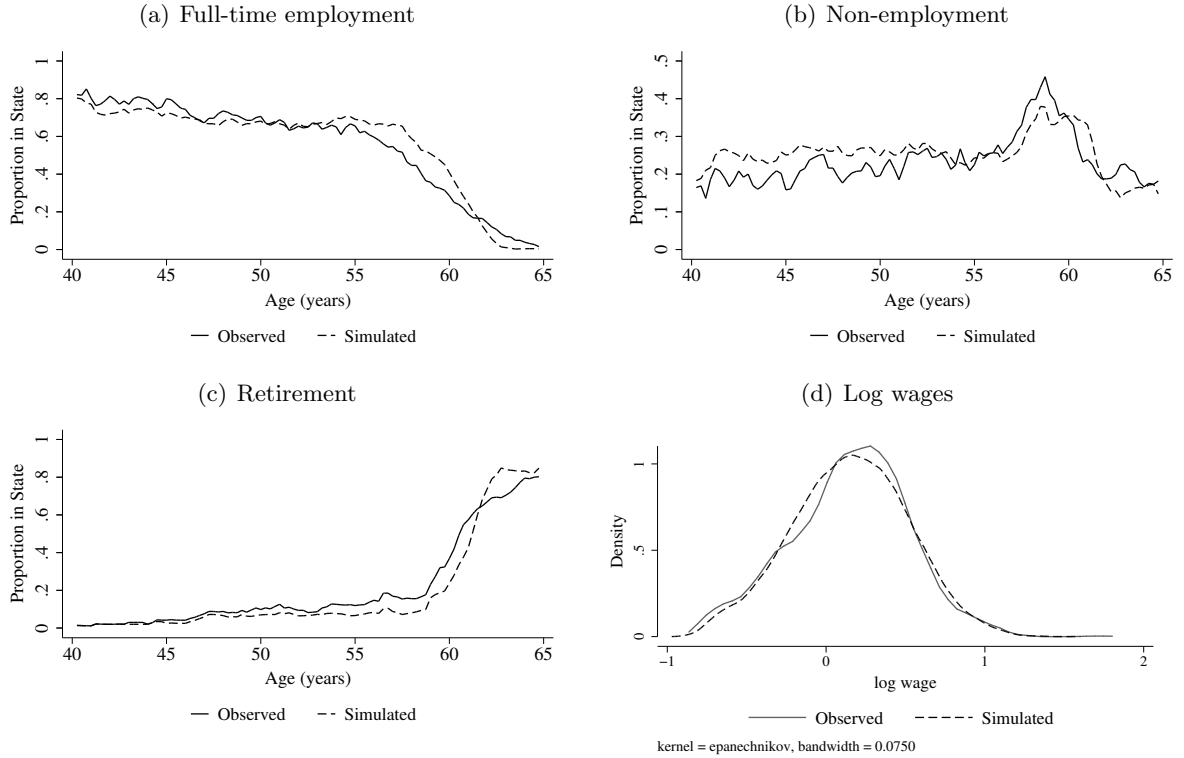 (a) Full-time employment
Proportion in State
0 .2 .4 .6 .8 1
40 45 50 55 60 65
Age (years)
Observed Simulated
(b) Non-employment
Proportion in State
0 .1 .2 .3 .4 .5
40 45 50 55 60 65
Age (years)
Observed Simulated
(c) Retirement
Proportion in State
0 .2 .4 .6 .8 1
40 45 50 55 60 65
Age (years)
Observed Simulated
(d) Log wages
Density
0 .5 1
−1 0 1 2
log wage
Observed Simulated
kernel = epanechnikov, bandwidth = 0.0750